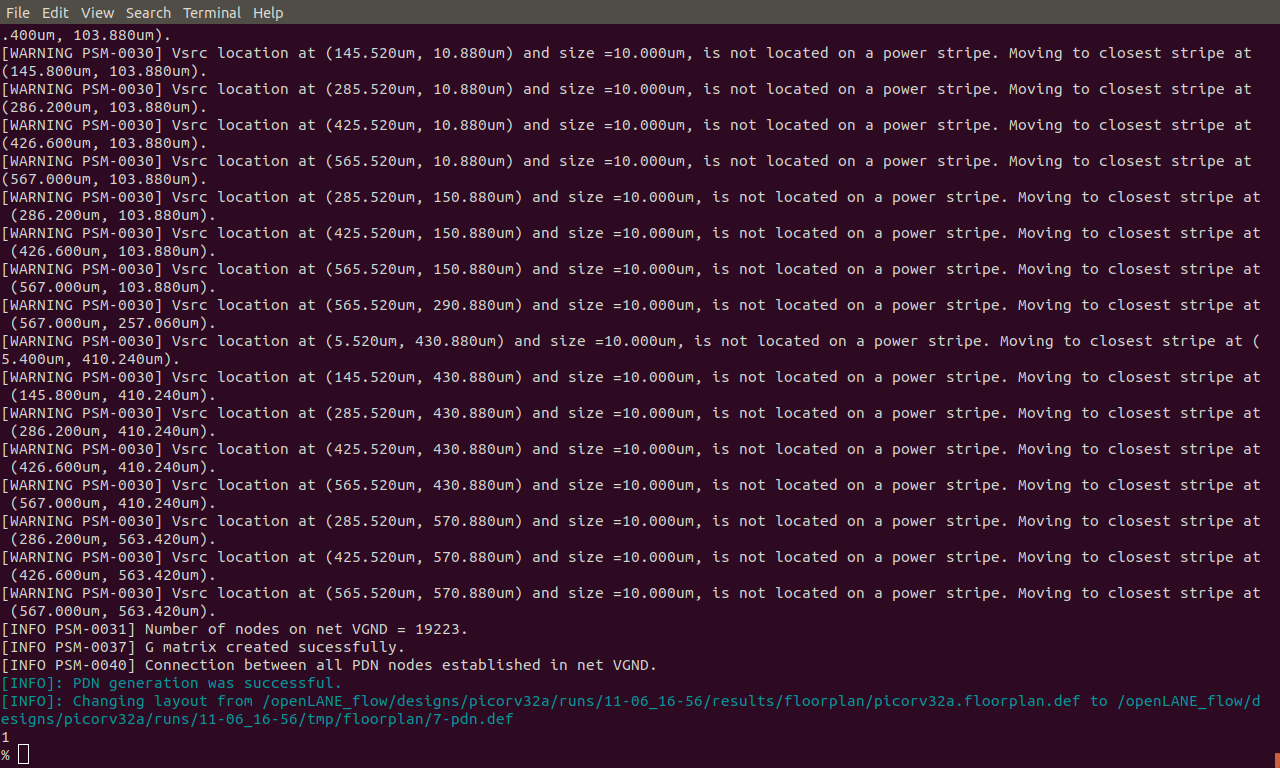 File Edit View Search Terminal Help
.400um, 103.880um).
[WARNING PSM-0030] Vsrc location at (145.520um, 10.880um) and size =10.000um, is not located on a power stripe. Moving to closest stripe at
(145.800um, 103.880um).
[WARNING PSM-0030] Vsrc location at (285.520um, 10.880um) and size =10.000um, is not located on a power stripe. Moving to closest stripe at
(286.200um, 103.880um).
[WARNING PSM-0030] Vsrc location at (425.520um, 10.880um) and size =10.000um, is not located on a power stripe. Moving to closest stripe at
(426.600um, 103.880um).
[WARNING PSM-0030] Vsrc location at (565.520um, 10.880um) and size =10.000um, is not located on a power stripe. Moving to closest stripe at
(567.000um, 103.880um).
[WARNING PSM-0030] Vsrc location at (285.520um, 150.880um) and size =10.000um, is not located on a power stripe. Moving to closest stripe at
(286.200um, 103.880um).
[WARNING PSM-0030] Vsrc location at (425.520um, 150.880um) and size =10.000um, is not located on a power stripe. Moving to closest stripe at
(426.600um, 103.880um).
[WARNING PSM-0030] Vsrc location at (565.520um, 150.880um) and size =10.000um, is not located on a power stripe. Moving to closest stripe at
(567.000um, 103.880um).
[WARNING PSM-0030] Vsrc location at (565.520um, 290.880um) and size =10.000um, is not located on a power stripe. Moving to closest stripe at
(567.000um, 257.060um).
[WARNING PSM-0030] Vsrc location at (5.520um, 430.880um) and size =10.000um, is not located on a power stripe. Moving to closest stripe at (
5.400um, 410.240um).
[WARNING PSM-0030] Vsrc location at (145.520um, 430.880um) and size =10.000um, is not located on a power stripe. Moving to closest stripe at
(145.800um, 410.240um).
[WARNING PSM-0030] Vsrc location at (285.520um, 430.880um) and size =10.000um, is not located on a power stripe. Moving to closest stripe at
(286.200um, 410.240um).
[WARNING PSM-0030] Vsrc location at (425.520um, 430.880um) and size =10.000um, is not located on a power stripe. Moving to closest stripe at
(426.600um, 410.240um).
[WARNING PSM-0030] Vsrc location at (565.520um, 430.880um) and size =10.000um, is not located on a power stripe. Moving to closest stripe at
(567.000um, 410.240um).
[WARNING PSM-0030] Vsrc location at (285.520um, 570.880um) and size =10.000um, is not located on a power stripe. Moving to closest stripe at
(286.200um, 563.420um).
[WARNING PSM-0030] Vsrc location at (425.520um, 570.880um) and size =10.000um, is not located on a power stripe. Moving to closest stripe at
(426.600um, 563.420um).
[WARNING PSM-0030] Vsrc location at (565.520um, 570.880um) and size =10.000um, is not located on a power stripe. Moving to closest stripe at
(567.000um, 563.420um).
[INFO PSM-0031] Number of nodes on net VGND = 19223.
[INFO PSM-0037] G matrix created sucessfully.
[INFO PSM-0040] Connection between all PDN nodes established in net VGND.
[INFO]: PDN generation was successful.
[INFO]: Changing layout from /openLANE_flow/designs/picorv32a/runs/11-06_16-56/results/floorplan/picorv32a.floorplan.def to /openLANE_flow/d
esigns/picorv32a/runs/11-06_16-56/tmp/floorplan/7-pdn.def
1
%